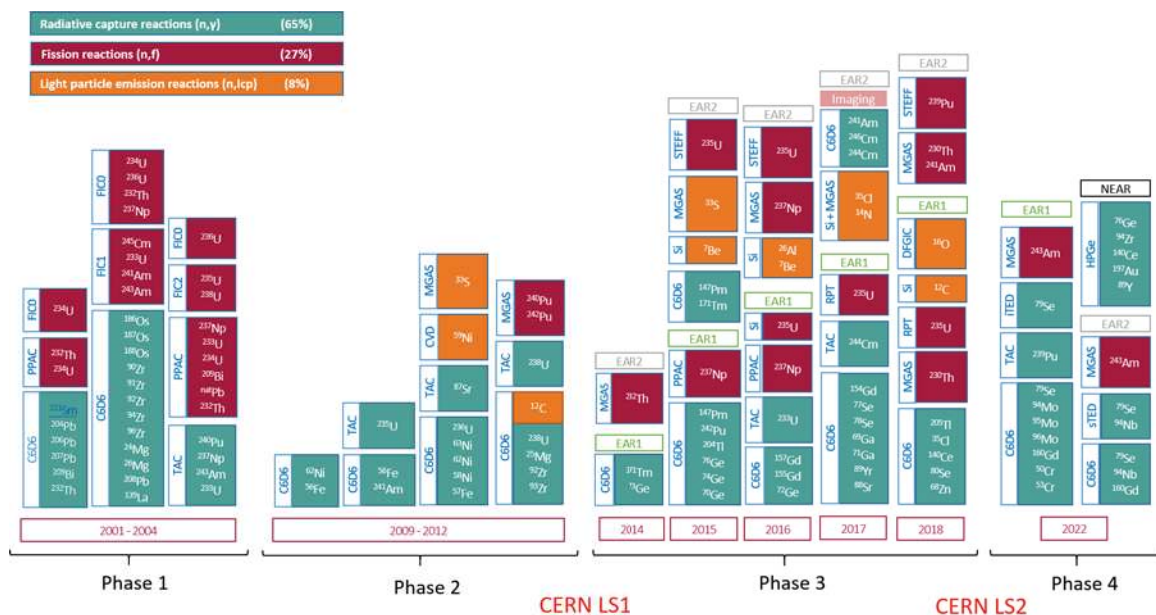 Radiative capture reactions (n,γ) (65%)
Fission reactions (n,f) (27%)
Light particle emission reactions (n,lcp) (8%)
FIC0
234U
PPAC
232Th
234U
C6D6
204Pb
206Pb
207Pb
209Bi
232Th
FIC0
234U
236U
232Th
237Np
FIC1
245Cm
233U
241Am
243Am
C6D6
186Os
187Os
188Os
90Zr
91Zr
92Zr
94Zr
96Zr
24Mg
26Mg
208Pb
139La
FIC0
FIC2
235U
238U
PPAC
237Np
233U
234U
209Bi
natPb
232Th
TAC
240Pu
237Np
243Am
233U
2001 - 2004
Phase 1
C6D6
62Ni
56Fe
TAC
235U
C6D6
56Fe
241Am
MGAS
33S
CVD
59Ni
TAC
87Sr
C6D6
236U
63Ni
62Ni
58Ni
57Fe
MGAS
240Pu
242Pu
TAC
238U
C6D6
12C
238U
25Mg
92Zr
93Zr
2009 - 2012
Phase 2
CERN LS1
EAR2
MGAS
232Th
EAR1
C6D6
171Tm
73Ge
2014
EAR2
STEFF
235U
MGAS
33S
Si
7Be
C6D6
147Pm
171Tm
EAR1
PPAC
237Np
C6D6
147Pm
242Pu
204Tl
76Ge
74Ge
70Ge
2015
EAR2
STEFF
235U
MGAS
237Np
Si
26Al
7Be
EAR1
Si
235U
PPAC
237Np
TAC
233U
C6D6
157Gd
155Gd
72Ge
2016
EAR2
Imaging
C6D6
241Am
246Cm
244Cm
Si + MGAS
35Cl
14N
EAR1
RPT
235U
TAC
244Cm
C6D6
154Gd
77Se
78Se
69Ga
71Ga
89Yr
88Sr
2017
EAR2
STEFF
239Pu
MGAS
230Th
241Am
EAR1
DFGIC
16O
Si
12C
RPT
235U
MGAS
230Th
C6D6
205Tl
35Cl
140Ce
80Se
68Zn
2018
Phase 3
CERN LS2
EAR1
MGAS
243Am
iTED
79Se
TAC
239Pu
C6D6
79Se
94Mo
95Mo
96Mo
160Gd
50Cr
53Cr
NEAR
HPGe
76Ge
94Zr
140Ce
197Au
89Y
EAR2
MGAS
243Am
sTED
79Se
94Nb
C6D6
79Se
94Nb
160Gd
2022
Phase 4